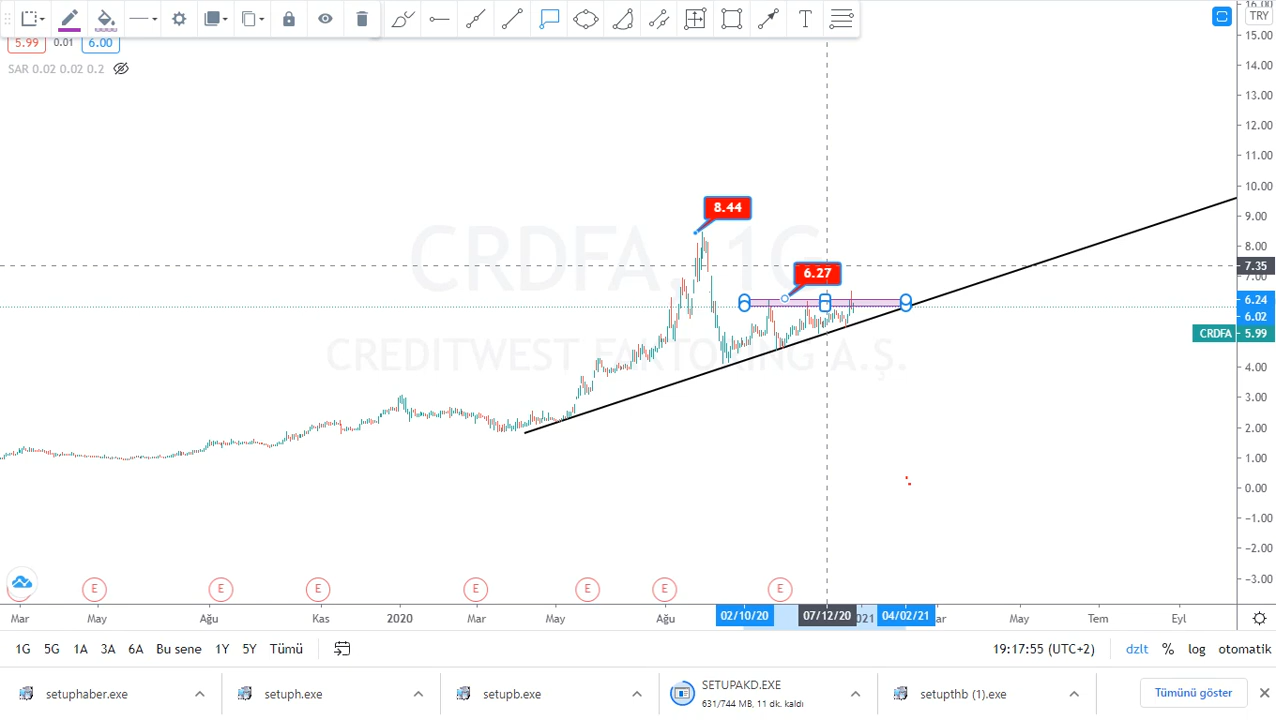 16.00
TRY
5.99 0.01 6.00
SAR 0.02 0.02 0.2
15.00
14.00
13.00
12.00
11.00
10.00
9.00
8.00
7.35
7.00
6.24
6.02
CRDFA 5.99
4.00
3.00
2.00
1.00
0.00
−1.00
−2.00
−3.00
8.44
6.27
CRDFA, 1G
CREDITWEST FAKTORING A.Ş.
E E E E E E E
Mar May Ağu Kas 2020 Mar May Ağu 02/10/20 07/12/20 2021 04/02/21 ar May Tem Eyl
1G 5G 1A 3A 6A Bu sene 1Y 5Y Tümü 19:17:55 (UTC+2) dzlt % log otomatik
setuphaber.exe
setuph.exe
setupb.exe
SETUPAKD.EXE
631/744 MB, 11 dk. kaldı
setupthb (1).exe
Tümünü göster